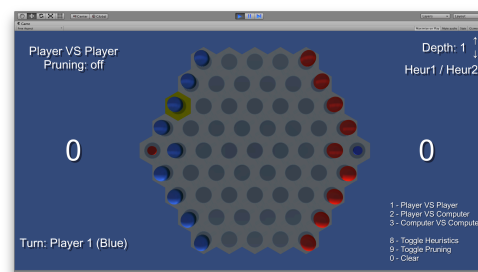 Player VS Player
Pruning: off
Depth: 1
Heur1 / Heur2
0
0
Turn: Player 1 (Blue)
1 - Player VS Player
2 - Player VS Computer
3 - Computer VS Computer
8 - Toggle Heuristics
9 - Toggle Pruning
0 - Clear